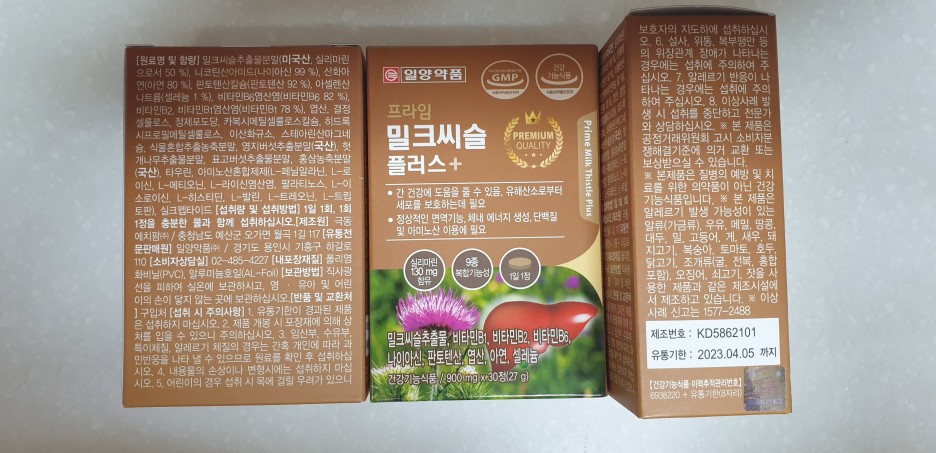 [원료명 및 함량] 밀크씨슬추출물분말(미국산, 실리마린
으로서 50 %), 니코틴산아미드(나이아신 99 %), 산화아
연(아연 80 %), 판토텐산칼슘(판토텐산 92 %), 아셀렌산
나트륨(셀레늄 1 %), 비타민B6염산염(비타민B6 82 %),
비타민B2, 비타민B1염산염(비타민B1 78 %), 엽산, 결정
셀룰로스, 정제포도당, 카복시메틸셀룰로스칼슘, 히드록
시프로필메틸셀룰로스, 이산화규소, 스테아린산마그네
슘, 식물혼합추출농축분말, 영지버섯추출물분말(국산), 헛
개나무추출물분말, 표고버섯추출물분말, 홍삼농축분말
(국산), 타우린, 아미노산혼합제제(L-페닐알라닌, L-로
이신, L-메티오닌, L-라이신염산염, 팔라티노스, L-이
소로이신, L-히스티딘, L-발린, L-트레오닌, L-트립
토판), 실크펩타이드 [섭취량 및 섭취방법] 1일 1회, 1회
1정을 충분한 물과 함께 섭취하십시오.[제조원] 극동
에치팜㈜ / 충청남도 예산군 오가면 월곡 1길 117 [유통전
문판매원] 일양약품㈜ / 경기도 용인시 기흥구 하갈로
110 [소비자상담실] 02-485-4227 [내포장재질] 폴리염
화비닐(PVC), 알루미늄호일(AL-Foil) [보관방법] 직사광
선을 피하여 실온에 보관하시고, 영 · 유아 및 어린
이의 손이 닿지 않는 곳에 보관하십시오.[반품 및 교환처
] 구입처 [섭취 시 주의사항] 1. 유통기한이 경과된 제품
은 섭취하지 마십시오. 2. 제품 개봉 시 포장재에 의해 상
처를 입을 수 있으니 주의하십시오. 3. 임산부, 수유부,
특이체질, 알레르기 체질의 경우는 간혹 개인에 따라 과
민반응을 나타 낼 수 있으므로 원료를 확인 후 섭취하십
시오. 4. 내용물의 손상이나 변형시에는 섭취하지 마십
시오. 5. 어린이의 경우 섭취 시 목에 걸릴 우려가 있으니
일양약품
GMP
건강
기능식품
프라임
밀크씨슬
플러스+
PREMIUM
QUALITY
Prime Milk Thistle Plus
• 간 건강에 도움을 줄 수 있음, 유해산소로부터
세포를 보호하는데 필요
• 정상적인 면역기능, 체내 에너지 생성, 단백질
및 아미노산 이용에 필요
실리마린
130 mg
함유
9종
복합기능성
1일 1정
밀크씨슬추출물, 비타민B1, 비타민B2, 비타민B6,
나이아신, 판토텐산, 엽산, 아연, 셀레늄
건강기능식품 / 900 mg x 30정(27 g)
보호자의 지도하에 섭취하십시
오. 6. 설사, 위통, 복부팽만 등
의 위장관계 장애가 나타나는
경우에는 섭취에 주의하여 주
십시오. 7. 알레르기 반응이 나
타나는 경우에는 섭취에 주의
하여 주십시오. 8. 이상사례 발
생 시 섭취를 중단하고 전문가
와 상담하십시오. ※ 본 제품은
공정거래위원회 고시 소비자분
쟁해결기준에 의거 교환 또는
보상받으실 수 있습니다.
※ 본제품은 질병의 예방 및 치
료를 위한 의약품이 아닌 건강
기능식품입니다. ※ 이 제품은
알레르기 발생 가능성이 있는
알류(가금류), 우유, 메밀, 땅콩,
대두, 밀, 고등어, 게, 새우, 돼
지고기, 복숭아, 토마토, 호두,
닭고기, 조개류(굴, 전복, 홍합
포함), 오징어, 쇠고기, 잣을 사
용한 제품과 같은 제조시설에
서 제조하고 있습니다. ※ 이상
사례 신고는 1577-2488
제조번호 : KD5862101
유통기한 : 2023.04.05 까지
[건강기능식품 이력추적관리번호]
6936220 + 유통기한(8자리)